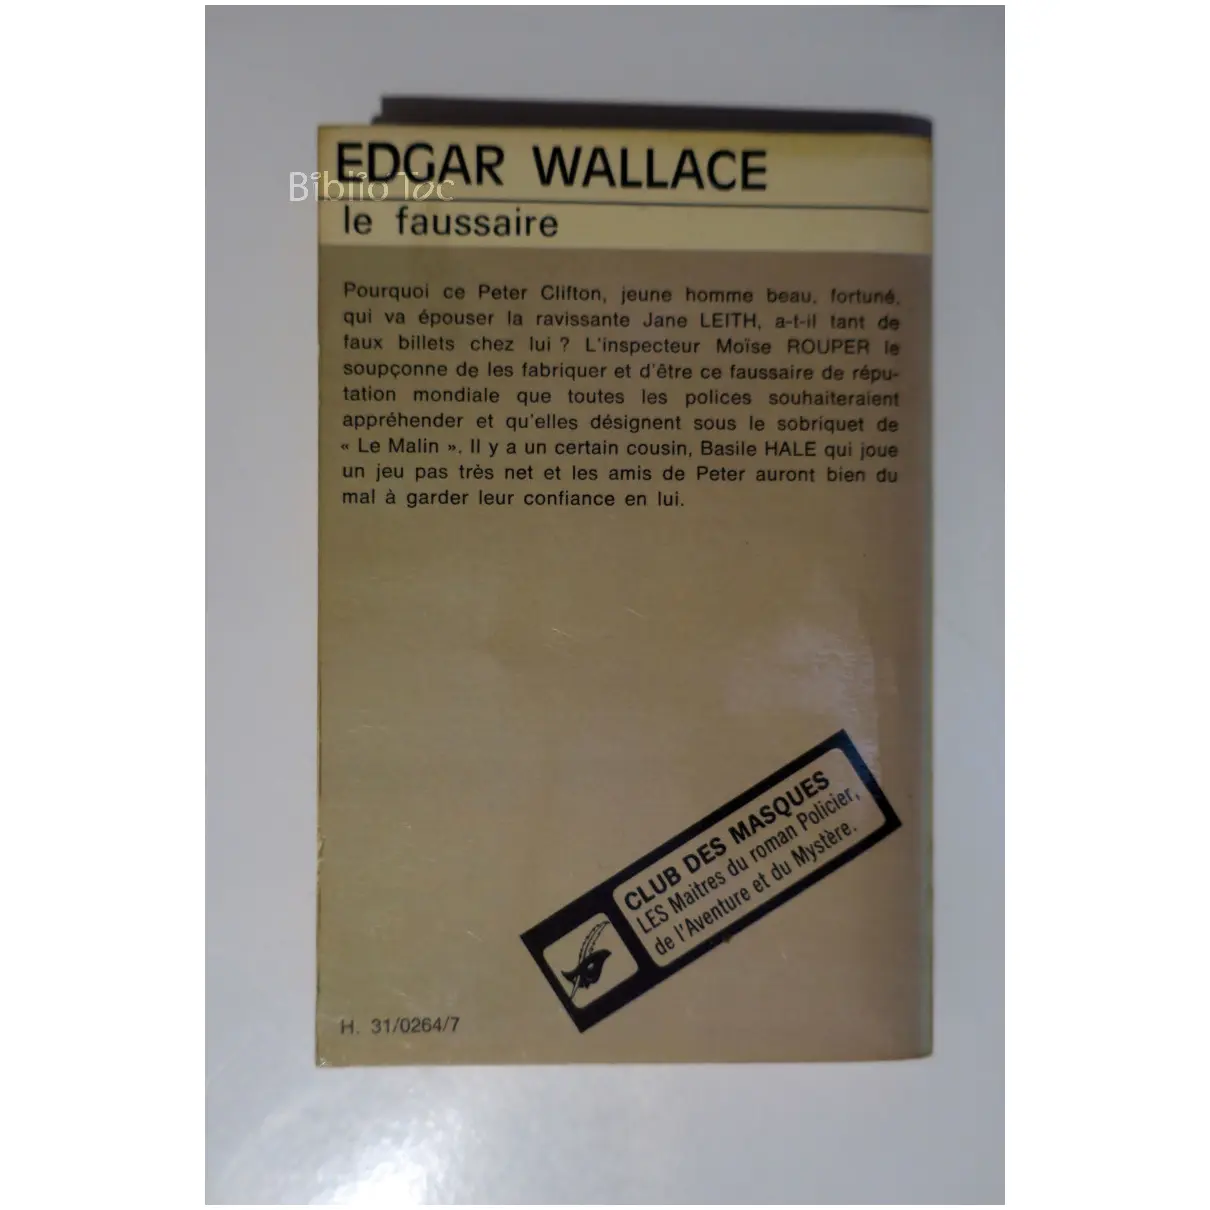 EDGAR WALLACE
Biblio Toc
le faussaire
Pourquoi ce Peter Clifton, jeune homme beau, fortuné,
qui va épouser la ravissante Jane LEITH, a-t-il tant de
faux billets chez lui ? L'inspecteur Moïse ROUPER le
soupçonne de les fabriquer et d'être ce faussaire de répu-
tation mondiale que toutes les polices souhaiteraient
appréhender et qu'elles désignent sous le sobriquet de
« Le Malin ». Il y a un certain cousin, Basile HALE qui joue
un jeu pas très net et les amis de Peter auront bien du
mal à garder leur confiance en lui.
CLUB DES MASQUES
LES Maitres du roman Policier,
de l'Aventure et du Mystère.
H. 31/0264/7